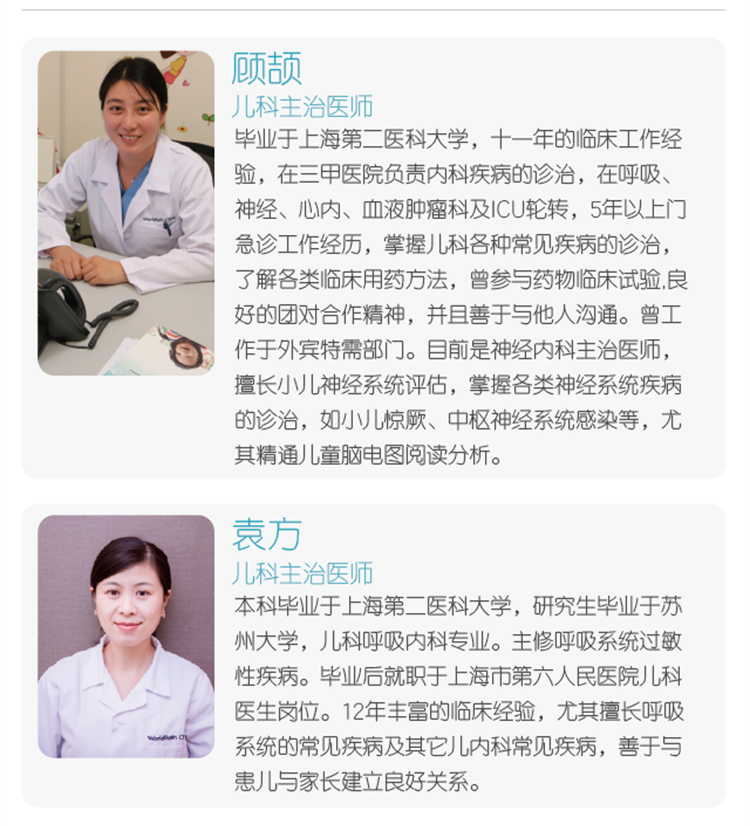 顾颉
儿科主治医师
毕业于上海第二医科大学，十一年的临床工作经
验，在三甲医院负责内科疾病的诊治，在呼吸、
神经、心内、血液肿瘤科及ICU轮转，5年以上门
急诊工作经历，掌握儿科各种常见疾病的诊治，
了解各类临床用药方法，曾参与药物临床试验,良
好的团对合作精神，并且善于与他人沟通。曾工
作于外宾特需部门。目前是神经内科主治医师，
擅长小儿神经系统评估，掌握各类神经系统疾病
的诊治，如小儿惊厥、中枢神经系统感染等，尤
其精通儿童脑电图阅读分析。
袁方
儿科主治医师
本科毕业于上海第二医科大学，研究生毕业于苏
州大学，儿科呼吸内科专业。主修呼吸系统过敏
性疾病。毕业后就职于上海市第六人民医院儿科
医生岗位。12年丰富的临床经验，尤其擅长呼吸
系统的常见疾病及其它儿内科常见疾病，善于与
患儿与家长建立良好关系。